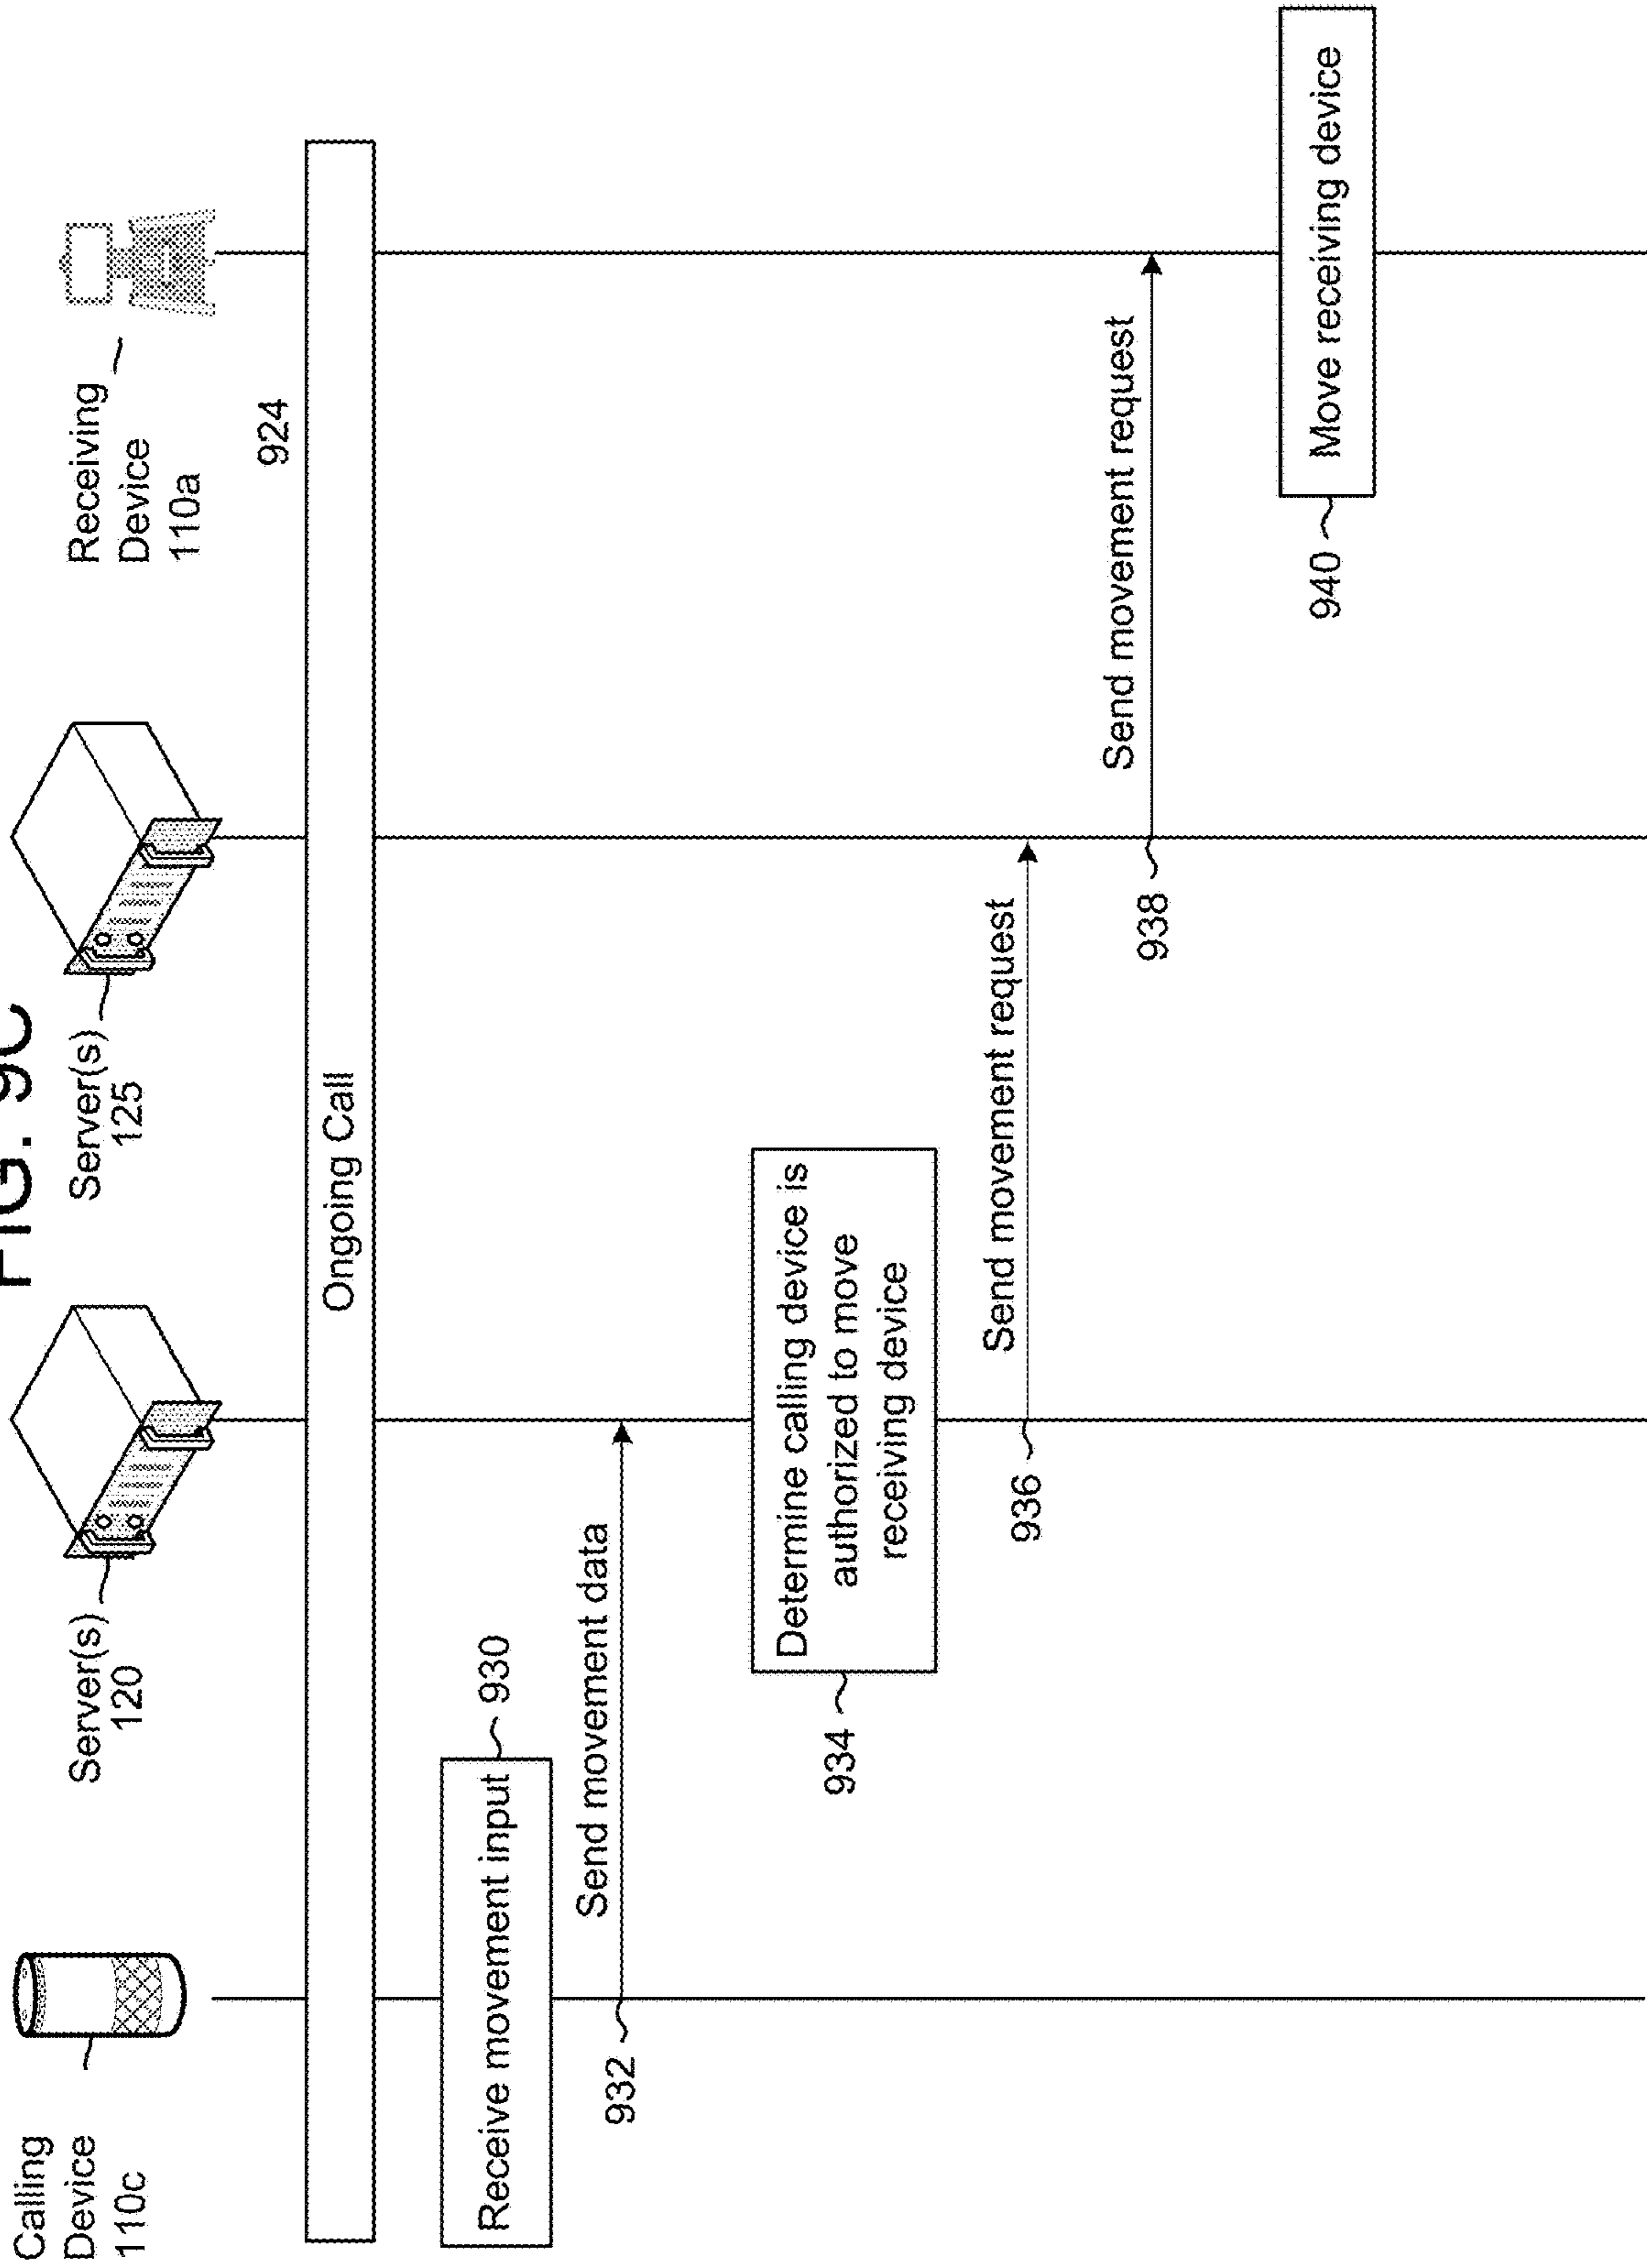 FIG. 9C
Calling
Device
110c
Server(s)
120
Server(s)
125
Receiving
Device
110a
924
Ongoing Call
Receive movement input
930
Send movement data
932
Determine calling device is
authorized to move
receiving device
934
Send movement request
936
Send movement request
938
Move receiving device
940